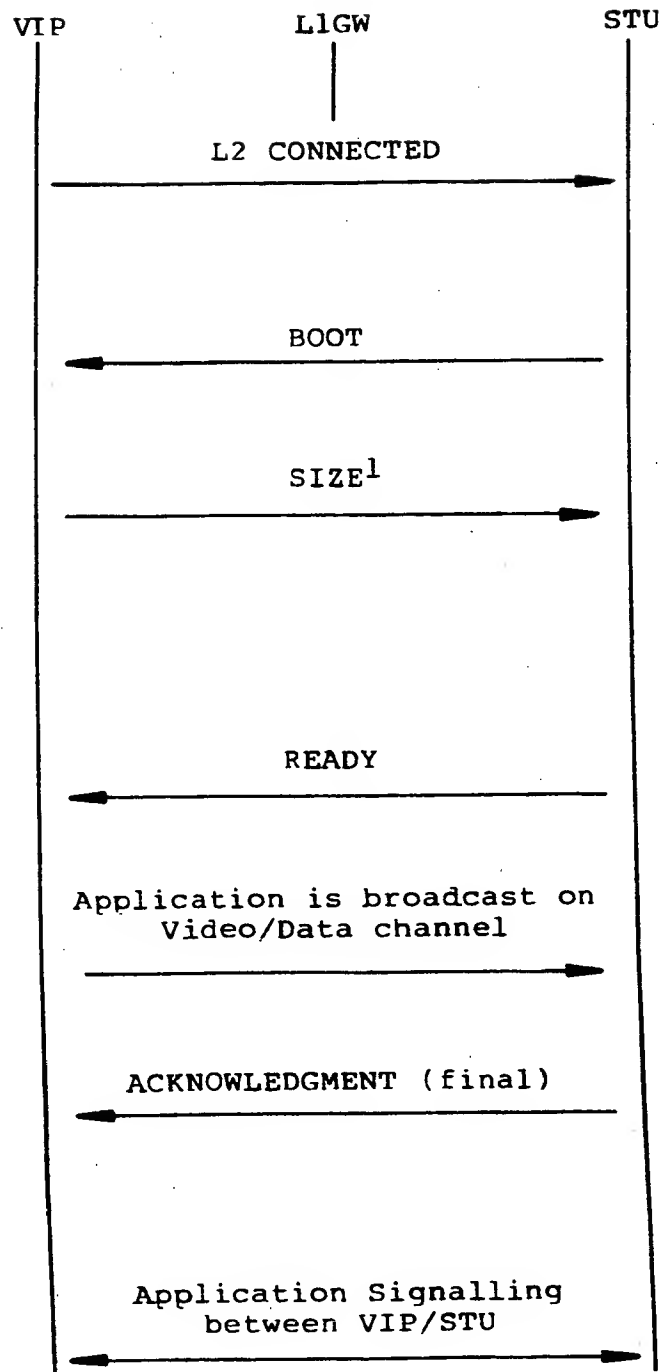 VIP L1GW STU
L2 CONNECTED
BOOT
SIZE1
READY
Application is broadcast on
Video/Data channel
ACKNOWLEDGMENT (final)
Application Signalling
between VIP/STU